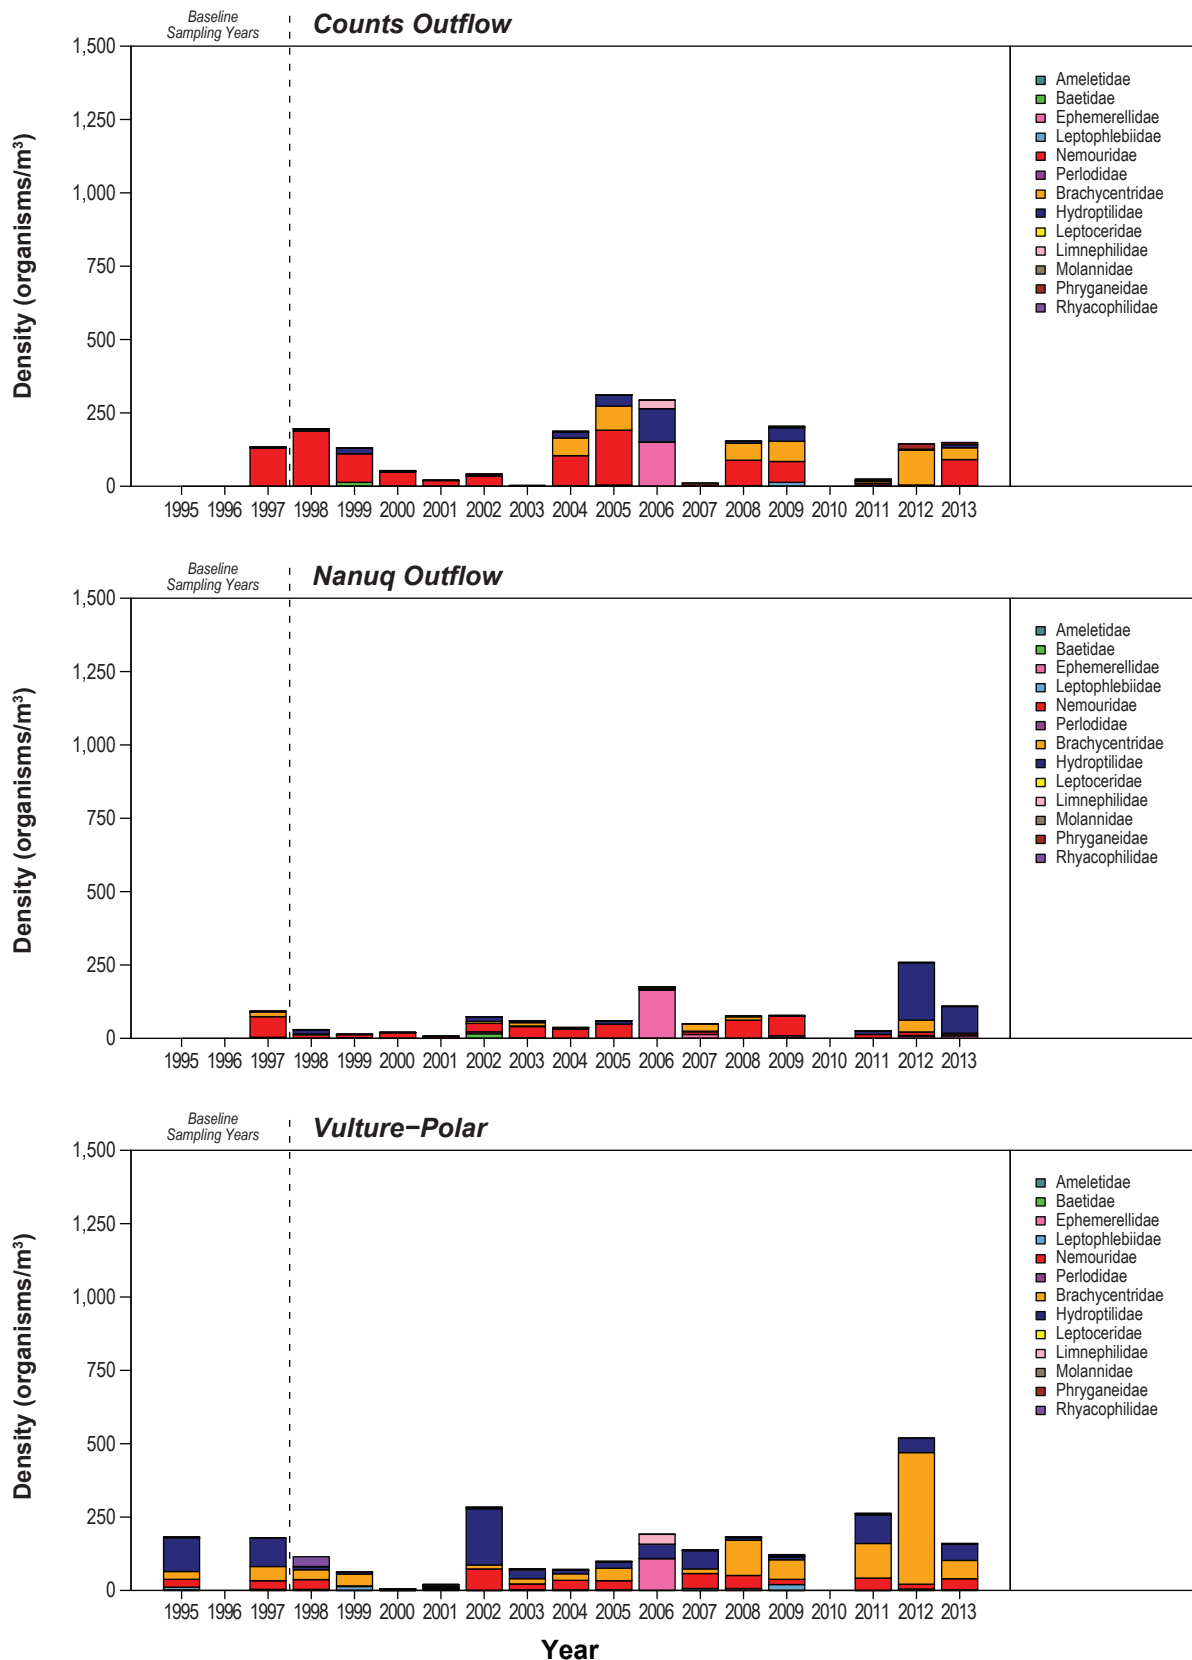 Baseline
Sampling Years
Counts Outflow
Density (organisms/m³)
1,500
1,250
1,000
750
500
250
0
1995 1996 1997 1998 1999 2000 2001 2002 2003 2004 2005 2006 2007 2008 2009 2010 2011 2012 2013
Ameletidae
Baetidae
Ephemerellidae
Leptophlebiidae
Nemouridae
Perlodidae
Brachycentridae
Hydroptilidae
Leptoceridae
Limnephilidae
Molannidae
Phryganeidae
Rhyacophilidae
Baseline
Sampling Years
Nanuq Outflow
Density (organisms/m³)
1,500
1,250
1,000
750
500
250
0
1995 1996 1997 1998 1999 2000 2001 2002 2003 2004 2005 2006 2007 2008 2009 2010 2011 2012 2013
Ameletidae
Baetidae
Ephemerellidae
Leptophlebiidae
Nemouridae
Perlodidae
Brachycentridae
Hydroptilidae
Leptoceridae
Limnephilidae
Molannidae
Phryganeidae
Rhyacophilidae
Baseline
Sampling Years
Vulture−Polar
Density (organisms/m³)
1,500
1,250
1,000
750
500
250
0
1995 1996 1997 1998 1999 2000 2001 2002 2003 2004 2005 2006 2007 2008 2009 2010 2011 2012 2013
Ameletidae
Baetidae
Ephemerellidae
Leptophlebiidae
Nemouridae
Perlodidae
Brachycentridae
Hydroptilidae
Leptoceridae
Limnephilidae
Molannidae
Phryganeidae
Rhyacophilidae
Year